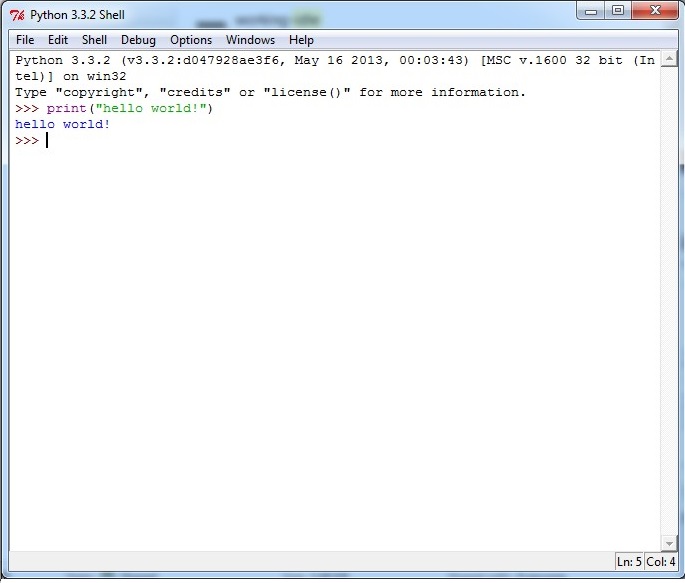 Python 3.3.2 Shell
File Edit Shell Debug Options Windows Help
Python 3.3.2 (v3.3.2:d047928ae3f6, May 16 2013, 00:03:43) [MSC v.1600 32 bit (In
tel)] on win32
Type "copyright", "credits" or "license()" for more information.
>>> print("hello world!")
hello world!
>>>
Ln: 5 Col: 4